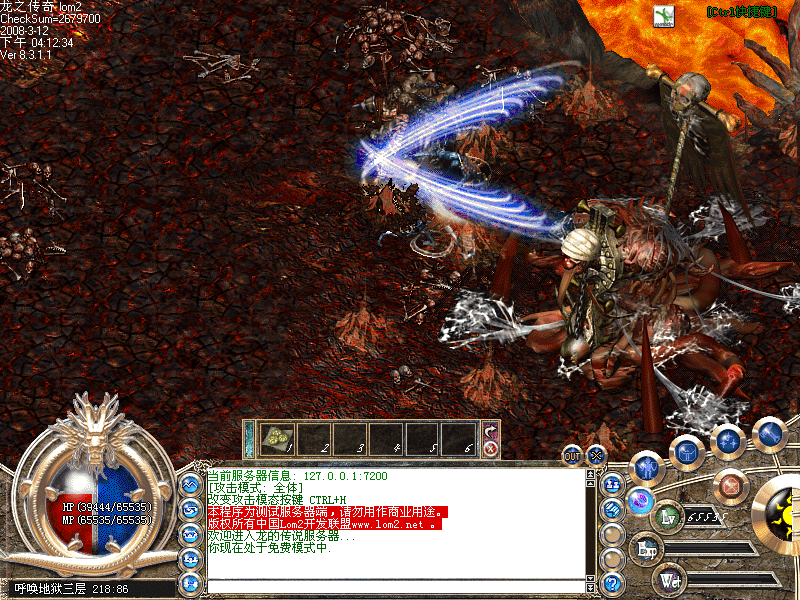 龙之传奇 lom2
CheckSum=2679700
2008-3-12
下午 04:12:34
Ver 8.3.1.1
[Ctrl快捷键]
1 2 3 4 5 6
OUT
当前服务器信息: 127.0.0.1:7200
[攻击模式: 全体]
改变攻击模态按键 CTRL+H
本程序为测试服务器端,请勿用作商业用途。
版权所有中国Lom2开发联盟www.lom2.net 。
欢迎进入龙的传说服务器...
你现在处于免费模式中.
HP (39444/65535)
MP (65535/65535)
Lv 65535
Exp
Wet
呼唤地狱三层 218:86